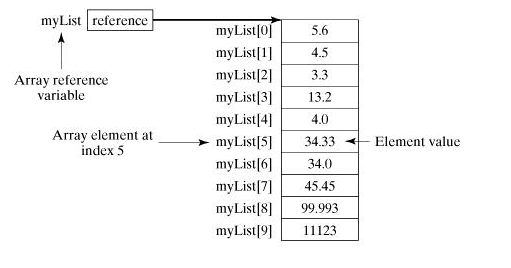 myList reference
myList[0] 5.6
myList[1] 4.5
Array reference
variable
myList[2] 3.3
myList[3] 13.2
myList[4] 4.0
Array element at
index 5
myList[5] 34.33 Element value
myList[6] 34.0
myList[7] 45.45
myList[8] 99.993
myList[9] 11123